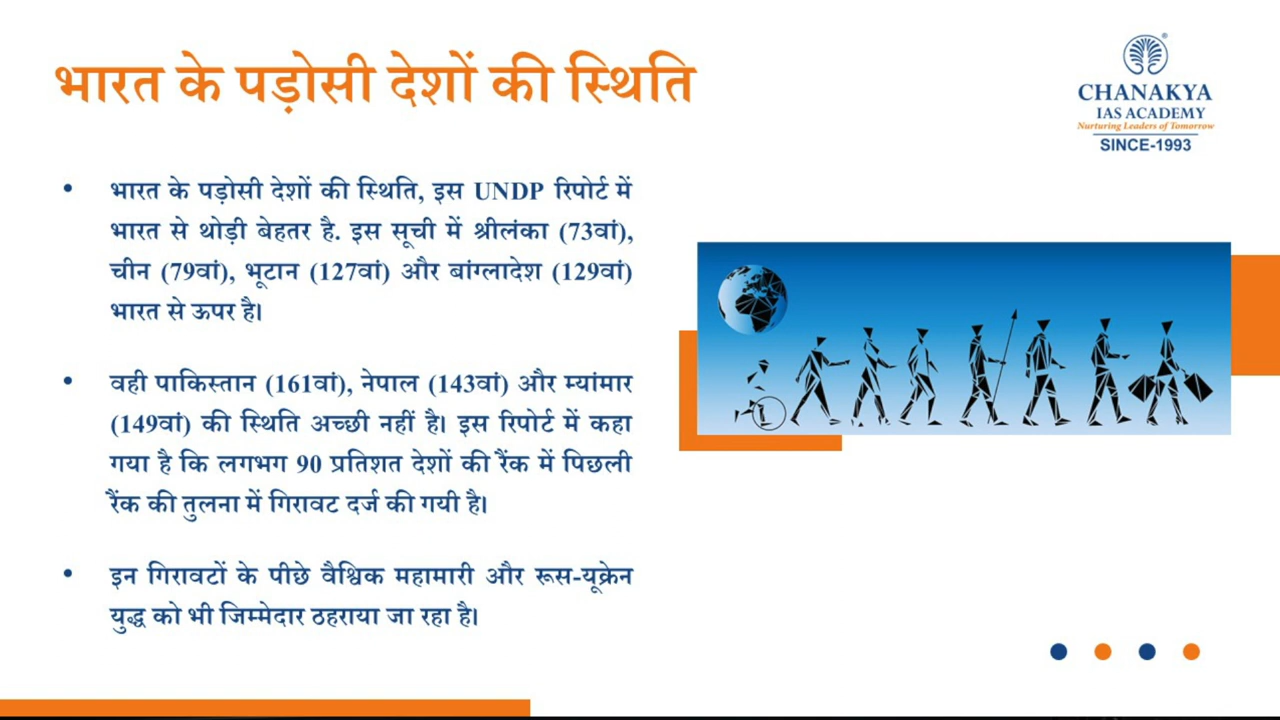 भारत के पड़ोसी देशों की स्थिति
CHANAKYA
IAS ACADEMY
Nurturing Leaders of Tomorrow
SINCE-1993
• भारत के पड़ोसी देशों की स्थिति, इस UNDP रिपोर्ट में
भारत से थोड़ी बेहतर है. इस सूची में श्रीलंका (73वां),
चीन (79वां), भूटान (127वां) और बांग्लादेश (129वां)
भारत से ऊपर है।
• वही पाकिस्तान (161वां), नेपाल (143वां) और म्यांमार
(149वां) की स्थिति अच्छी नहीं है। इस रिपोर्ट में कहा
गया है कि लगभग 90 प्रतिशत देशों की रैंक में पिछली
रैंक की तुलना में गिरावट दर्ज की गयी है।
• इन गिरावटों के पीछे वैश्विक महामारी और रूस-यूक्रेन
युद्ध को भी जिम्मेदार ठहराया जा रहा है।